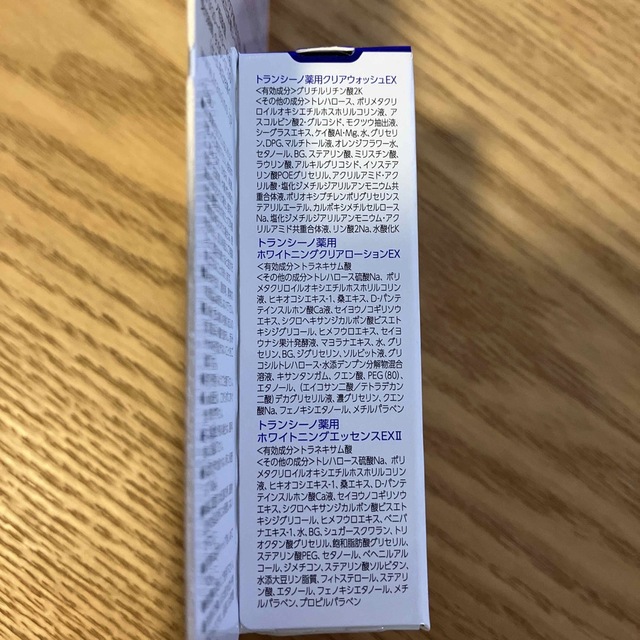 トランシーノ薬用クリアウォッシュEX
<有効成分>グリチルリチン酸2K
<その他の成分>トレハロース、ポリメタクリ
ロイルオキシエチルホスホリルコリン液、ア
スコルビン酸2-グルコシド、モクツウ抽出液、
シーグラスエキス、ケイ酸Al・Mg、水、グリセリ
ン、DPG、マルチトール液、オレンジフラワー水、
セタノール、BG、ステアリン酸、ミリスチン酸、
ラウリン酸、アルキルグリコシド、イソステア
リン酸POEグリセリル、アクリルアミド・アク
リル酸・塩化ジメチルジアリルアンモニウム共
重合体液、ポリオキシブチレンポリグリセリンス
テアリルエーテル、カルボキシメチルセルロース
Na、塩化ジメチルジアリルアンモニウム・アク
リルアミド共重合体液、リン酸2Na、水酸化K
トランシーノ薬用
ホワイトニングクリアローションEX
<有効成分>トラネキサム酸
<その他の成分>トレハロース硫酸Na、ポリ
メタクリロイルオキシエチルホスホリルコリン
液、ヒキオコシエキス-1、桑エキス、D-パンテ
テインスルホン酸Ca液、セイヨウノコギリソウ
エキス、シクロヘキサンジカルボン酸ビスエト
キシジグリコール、ヒメフウロエキス、セイヨ
ウナシ果汁発酵液、マヨラナエキス、水、グリ
セリン、BG、ジグリセリン、ソルビット液、グリ
コシルトレハロース・水添デンプン分解物混合
溶液、キサンタンガム、クエン酸、PEG(80)、
エタノール、(エイコサン二酸/テトラデカン
二酸)デカグリセリル液、濃グリセリン、クエン
酸Na、フェノキシエタノール、メチルパラベン
トランシーノ薬用
ホワイトニングエッセンスEXⅡ
<有効成分>トラネキサム酸
<その他の成分>トレハロース硫酸Na、ポリ
メタクリロイルオキシエチルホスホリルコリン
液、ヒキオコシエキス-1、桑エキス、D-パンテ
テインスルホン酸Ca液、セイヨウノコギリソウ
エキス、シクロヘキサンジカルボン酸ビスエト
キシジグリコール、ヒメフウロエキス、ベニバ
ナエキス-1、水、BG、シュガースクワラン、トリ
オクタン酸グリセリル、飽和脂肪酸グリセリル、
ステアリン酸PEG、セタノール、ベヘニルアル
コール、ジメチコン、ステアリン酸ソルビタン、
水添大豆リン脂質、フィトステロール、ステアリ
ン酸、エタノール、フェノキシエタノール、メチ
ルパラベン、プロピルパラベン